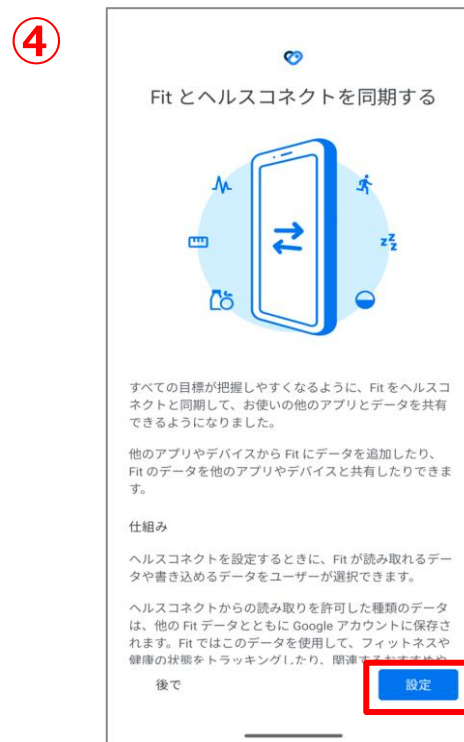 ④
Fit とヘルスコネクトを同期する
zzz
すべての目標が把握しやすくなるように、Fit をヘルスコ
ネクトと同期して、お使いの他のアプリとデータを共有
できるようになりました。
他のアプリやデバイスから Fit にデータを追加したり、
Fit のデータを他のアプリやデバイスと共有したりできま
す。
仕組み
ヘルスコネクトを設定するときに、Fit が読み取れるデー
タや書き込めるデータをユーザーが選択できます。
ヘルスコネクトからの読み取りを許可した種類のデータ
は、他の Fit データとともに Google アカウントに保存さ
れます。Fit ではこのデータを使用して、フィットネスや
健康の状態をトラッキングしたり、関連するおすすめや
後で
設定